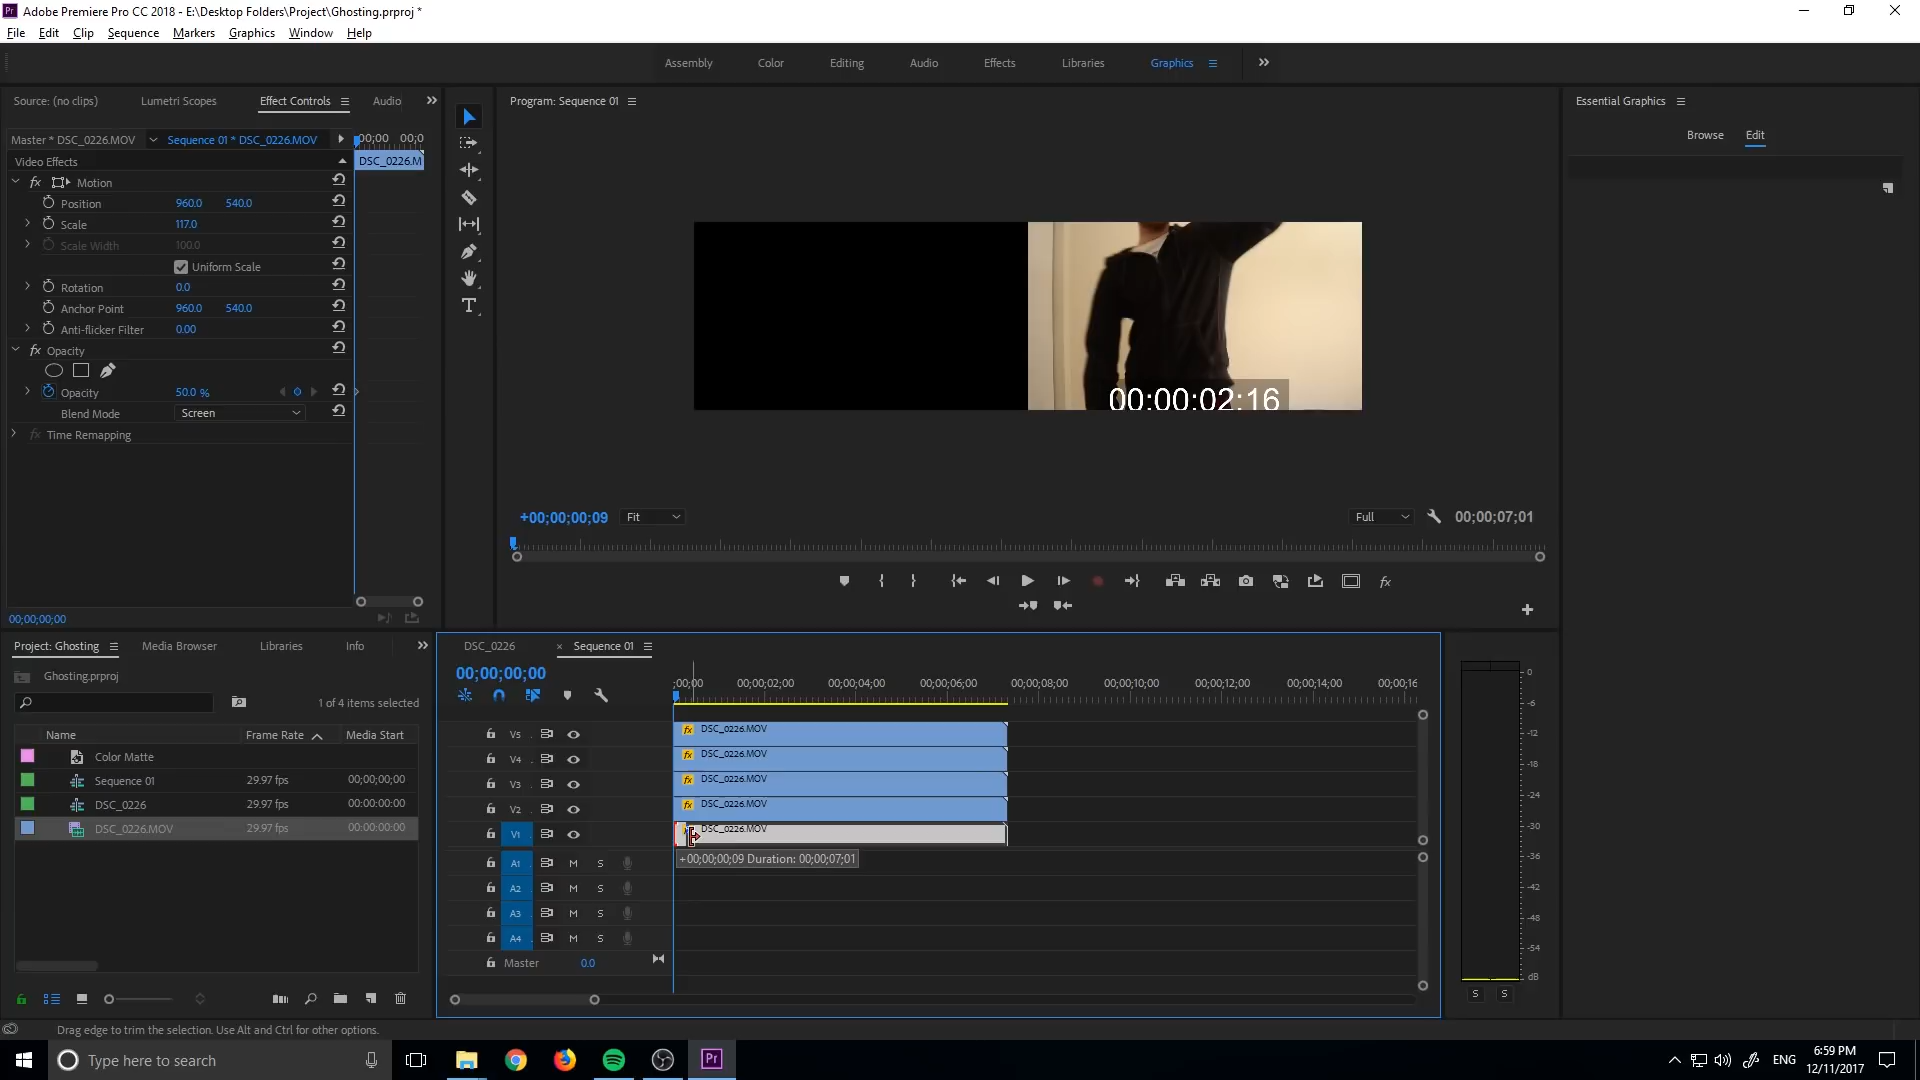 Pr Adobe Premiere Pro CC 2018 - E:\Desktop Folders\Project\Ghosting.prproj *
File Edit Clip Sequence Markers Graphics Window Help
Assembly Color Editing Audio Effects Libraries Graphics
Source: (no clips) Lumetri Scopes Effect Controls Audio
Program: Sequence 01
Essential Graphics
Browse Edit
Master * DSC_0226.MOV Sequence 01 * DSC_0226.MOV 00;00 00;0
Video Effects DSC_0226.M
fx Motion
Position 960.0 540.0
Scale 117.0
Scale Width 100.0
Uniform Scale
Rotation 0.0
Anchor Point 960.0 540.0
Anti-flicker Filter 0.00
fx Opacity
Opacity 50.0 %
Blend Mode Screen
fx Time Remapping
00:00:02:16
+00;00;00;09 Fit Full 00;00;07;01
fx
00;00;00;00
Project: Ghosting Media Browser Libraries Info
Ghosting.prproj
1 of 4 items selected
Name Frame Rate Media Start
Color Matte
Sequence 01 29.97 fps 00;00;00;00
DSC_0226 29.97 fps 00:00:00:00
DSC_0226.MOV 29.97 fps 00:00:00:00
DSC_0226 × Sequence 01
00;00;00;00
;00;00 00;00;02;00 00;00;04;00 00;00;06;00 00;00;08;00 00;00;10;00 00;00;12;00 00;00;14;00 00;00;16
V5 fx DSC_0226.MOV
V4 fx DSC_0226.MOV
V3 fx DSC_0226.MOV
V2 fx DSC_0226.MOV
V1 DSC_0226.MOV
+00;00;00;09 Duration: 00;00;07;01
A1 M S
A2 M S
A3 M S
A4 M S
Master 0.0
0
-6
-12
-18
-24
-30
-36
-42
-48
-54
dB
S S
Drag edge to trim the selection. Use Alt and Ctrl for other options.
Type here to search
Pr
ENG
6:59 PM
12/11/2017